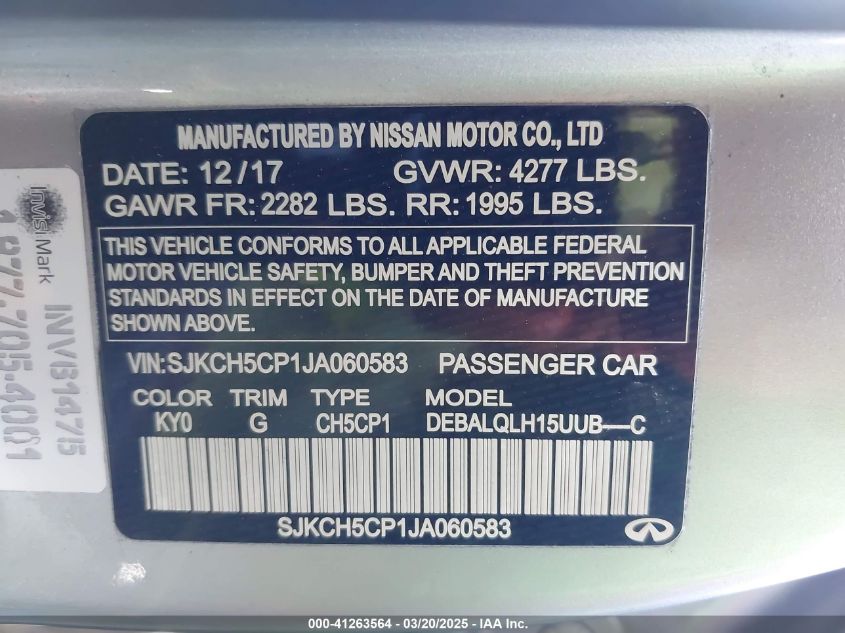 MANUFACTURED BY NISSAN MOTOR CO., LTD
DATE: 12/17 GVWR: 4277 LBS.
GAWR FR: 2282 LBS. RR: 1995 LBS.
THIS VEHICLE CONFORMS TO ALL APPLICABLE FEDERAL
MOTOR VEHICLE SAFETY, BUMPER AND THEFT PREVENTION
STANDARDS IN EFFECT ON THE DATE OF MANUFACTURE
SHOWN ABOVE.
VIN:SJKCH5CP1JA060583 PASSENGER CAR
COLOR TRIM TYPE MODEL
KY0 G CH5CP1 DEBALQLH15UUB--C
SJKCH5CP1JA060583
InvisiMark
INVB1475
1.877.705.4001
000-41263564 | 03/20/2025 | IAA, Inc.